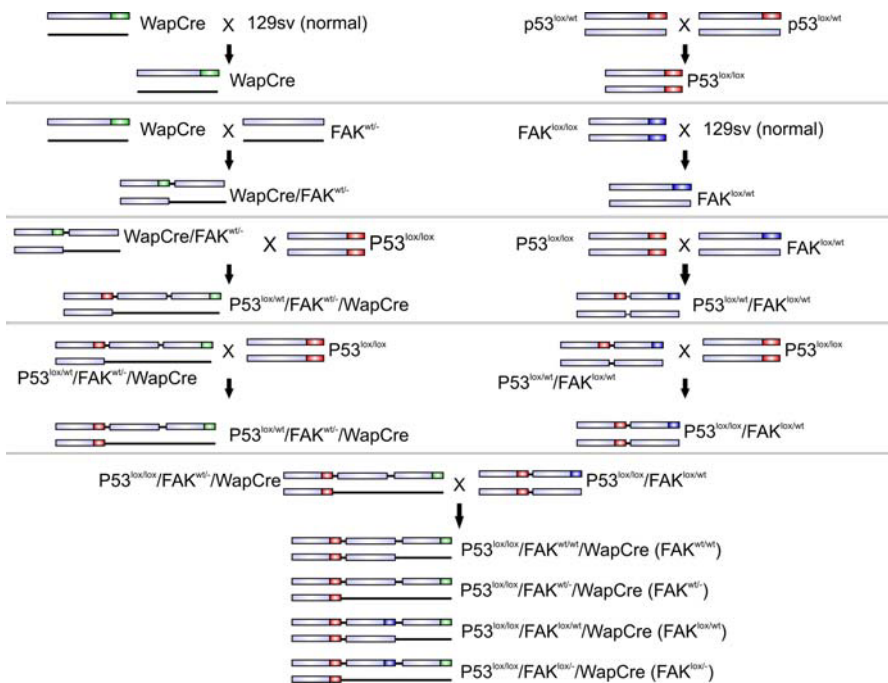 WapCre X 129sv (normal)
p53lox/wt X p53lox/wt
WapCre
P53lox/lox
WapCre X FAKwt/-
FAKlox/lox X 129sv (normal)
WapCre/FAKwt/-
FAKlox/wt
WapCre/FAKwt/- X P53lox/lox
P53lox/lox X FAKlox/wt
P53lox/wt/FAKwt/-/WapCre
P53lox/wt/FAKlox/wt
X P53lox/lox
P53lox/wt/FAKwt/-/WapCre
X P53lox/lox
P53lox/wt/FAKlox/wt
P53lox/wt/FAKwt/-/WapCre
P53lox/lox/FAKlox/wt
P53lox/lox/FAKwt/-/WapCre X P53lox/lox/FAKlox/wt
P53lox/lox/FAKwt/wt/WapCre (FAKwt/wt)
P53lox/lox/FAKwt/-/WapCre (FAKwt/-)
P53lox/lox/FAKlox/wt/WapCre (FAKlox/wt)
P53lox/lox/FAKlox/-/WapCre (FAKlox/-)